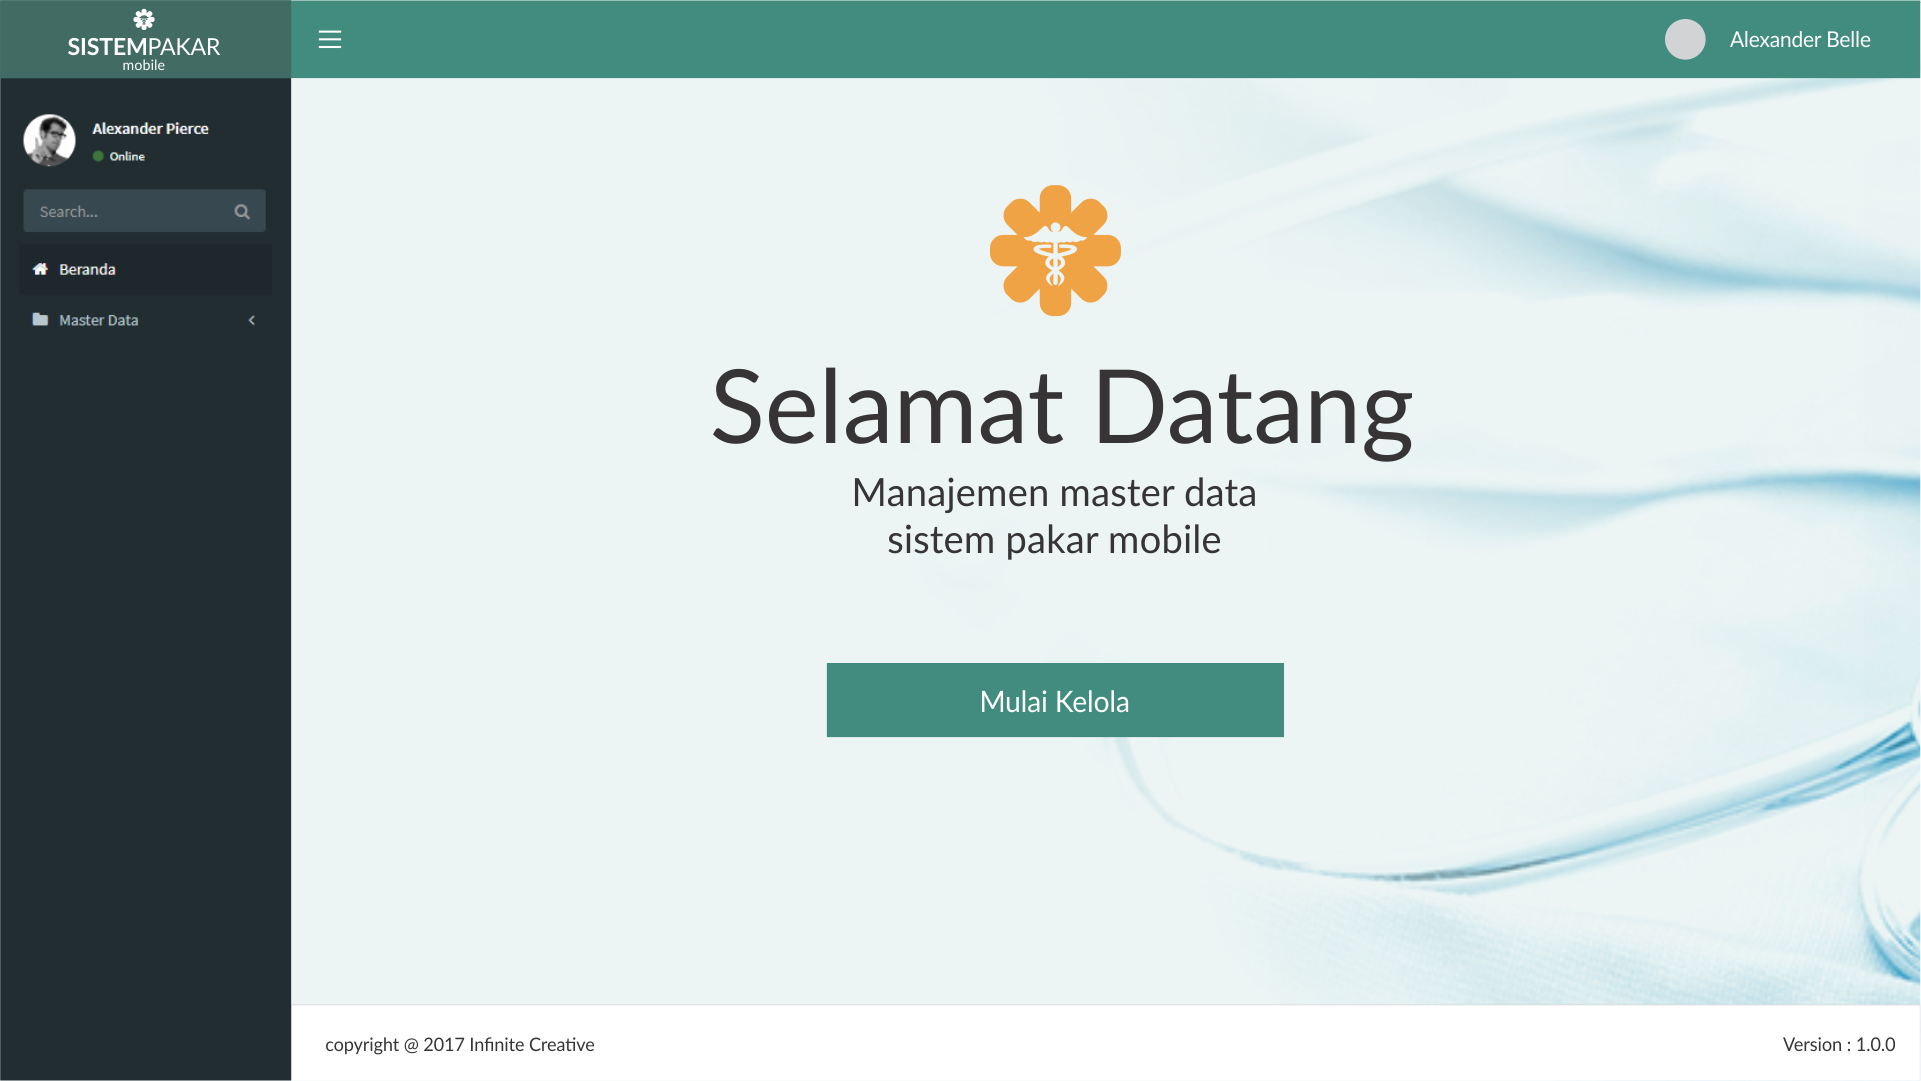 SISTEMPAKAR
mobile
Alexander Belle
Alexander Pierce
Online
Search...
Beranda
Master Data
Selamat Datang
Manajemen master data
sistem pakar mobile
Mulai Kelola
copyright @ 2017 Infinite Creative
Version : 1.0.0